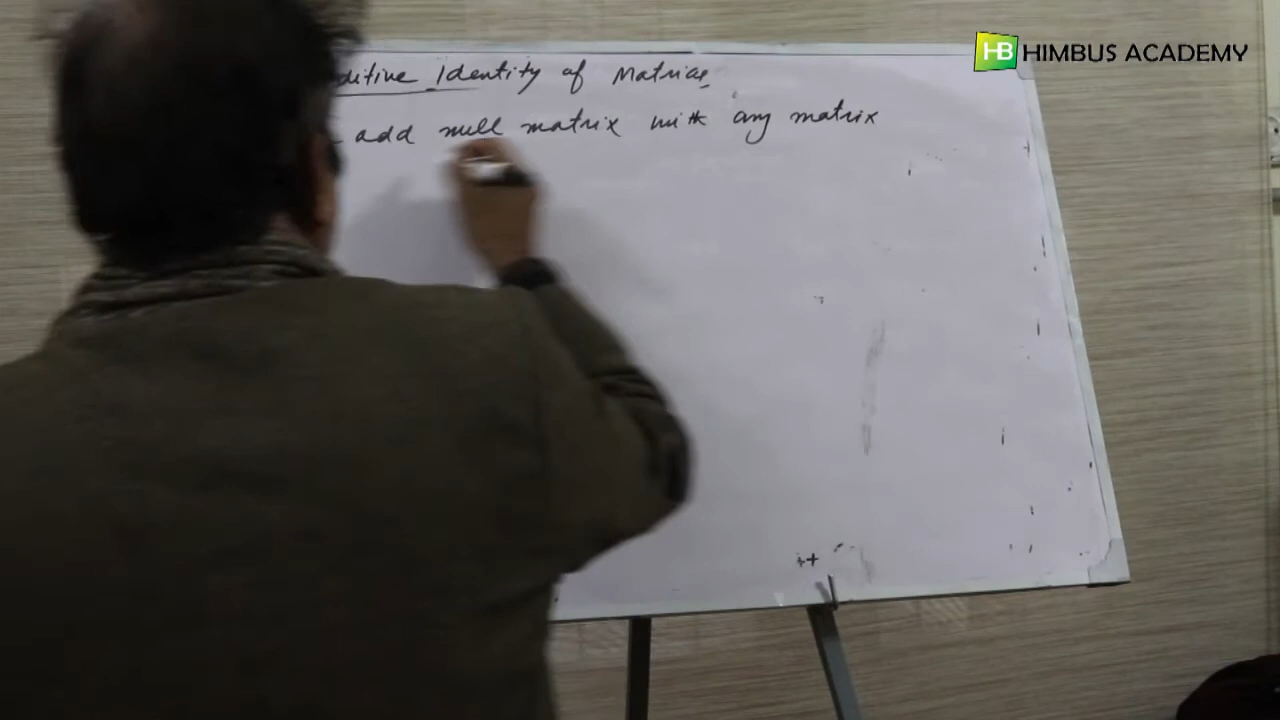 HB HIMBUS ACADEMY
ditive Identity of Matrices
add null matrix with any matrix